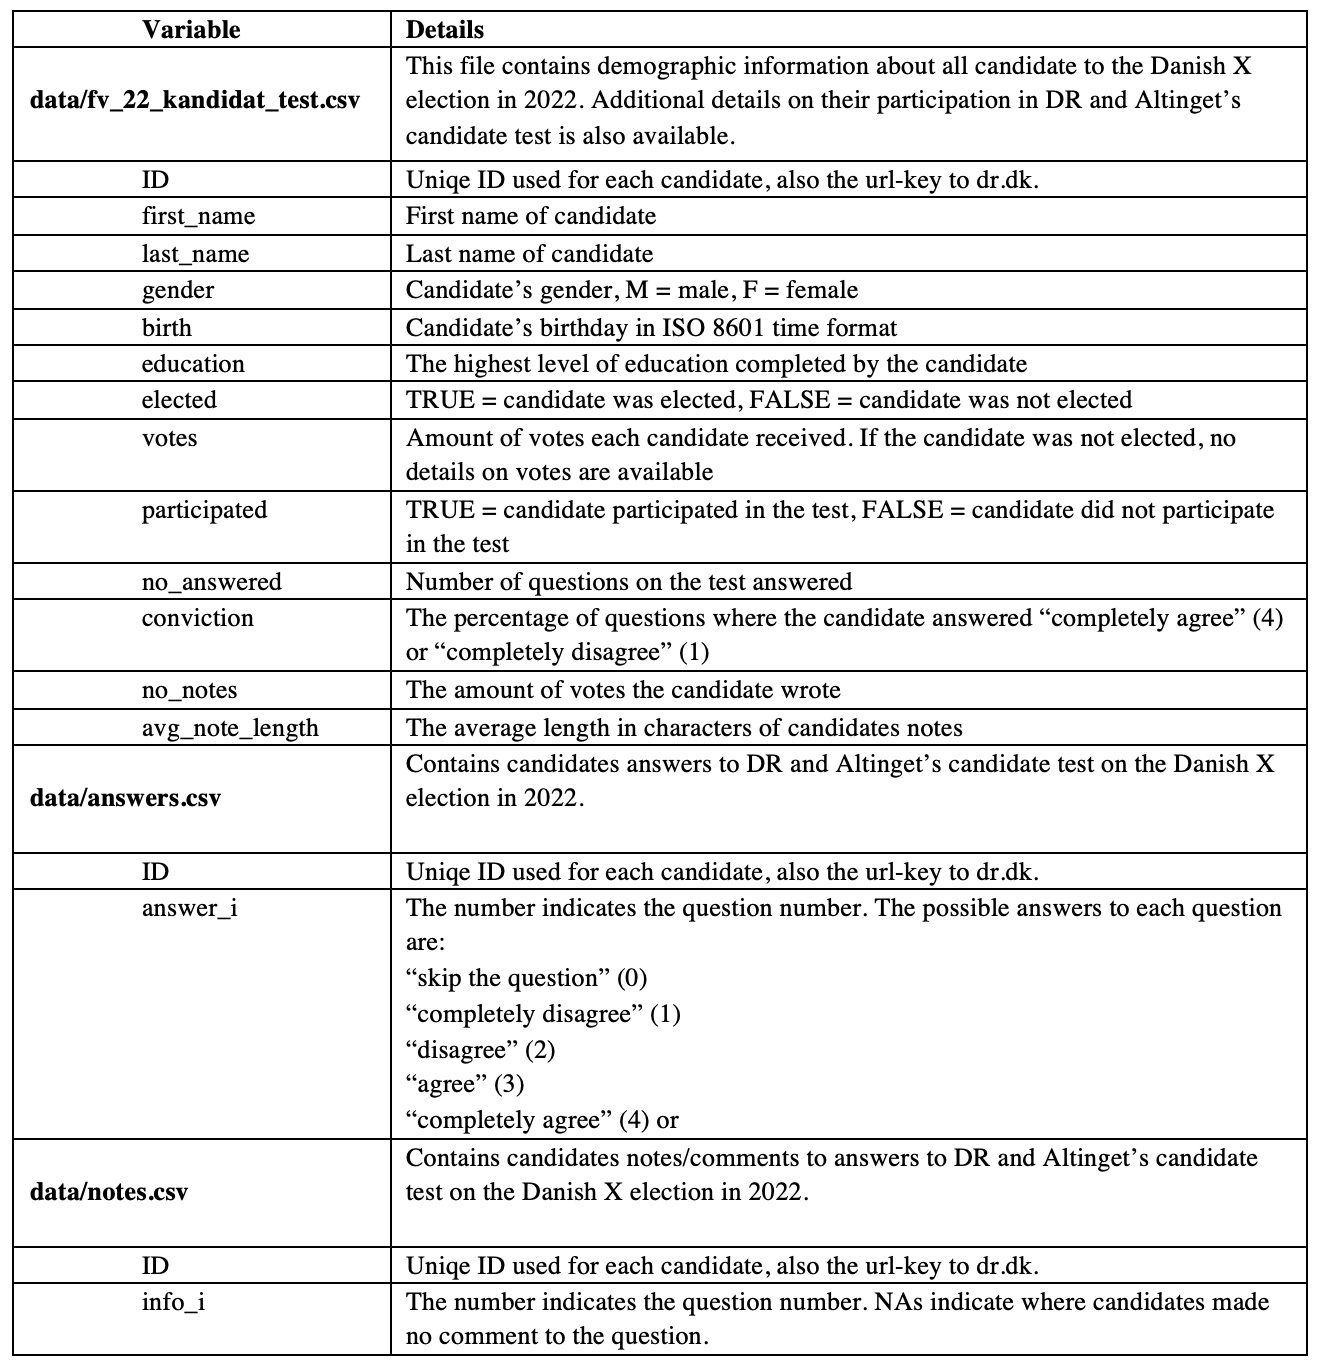 Variable
Details
data/fv_22_kandidat_test.csv
This file contains demographic information about all candidate to the Danish X
election in 2022. Additional details on their participation in DR and Altinget’s
candidate test is also available.
ID
Uniqe ID used for each candidate, also the url-key to dr.dk.
first_name
First name of candidate
last_name
Last name of candidate
gender
Candidate’s gender, M = male, F = female
birth
Candidate’s birthday in ISO 8601 time format
education
The highest level of education completed by the candidate
elected
TRUE = candidate was elected, FALSE = candidate was not elected
votes
Amount of votes each candidate received. If the candidate was not elected, no
details on votes are available
participated
TRUE = candidate participated in the test, FALSE = candidate did not participate
in the test
no_answered
Number of questions on the test answered
conviction
The percentage of questions where the candidate answered “completely agree” (4)
or “completely disagree” (1)
no_notes
The amount of votes the candidate wrote
avg_note_length
The average length in characters of candidates notes
data/answers.csv
Contains candidates answers to DR and Altinget’s candidate test on the Danish X
election in 2022.
ID
Uniqe ID used for each candidate, also the url-key to dr.dk.
answer_i
The number indicates the question number. The possible answers to each question
are:
“skip the question” (0)
“completely disagree” (1)
“disagree” (2)
“agree” (3)
“completely agree” (4) or
data/notes.csv
Contains candidates notes/comments to answers to DR and Altinget’s candidate
test on the Danish X election in 2022.
ID
Uniqe ID used for each candidate, also the url-key to dr.dk.
info_i
The number indicates the question number. NAs indicate where candidates made
no comment to the question.